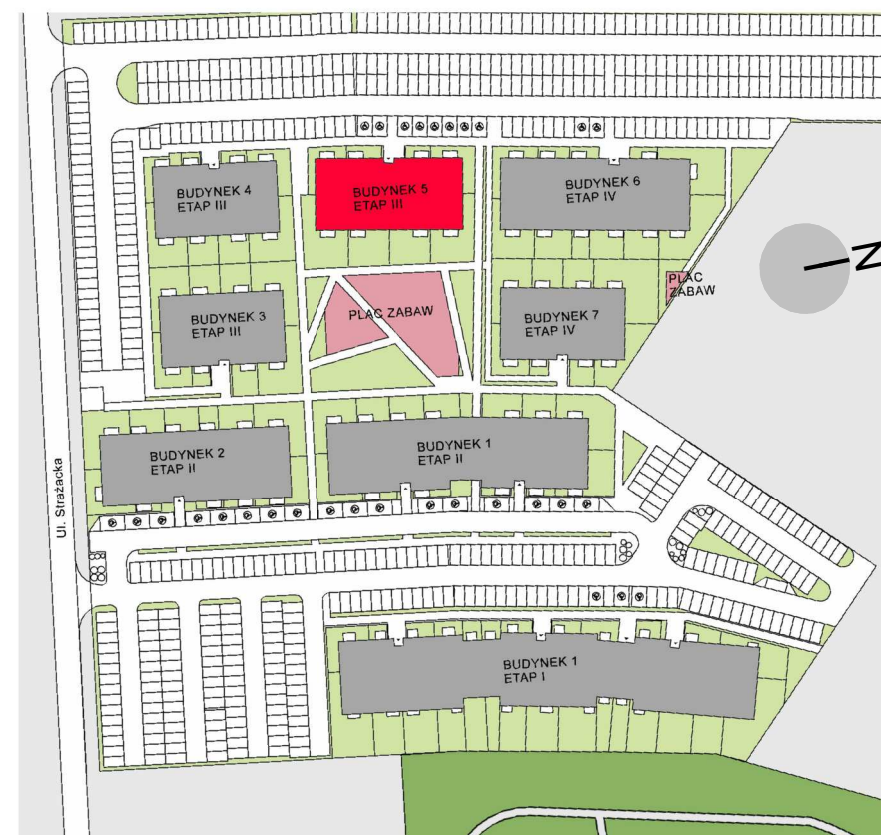 BUDYNEK 4
ETAP III
BUDYNEK 5
ETAP III
BUDYNEK 6
ETAP IV
N
PLAC
ZABAW
BUDYNEK 3
ETAP III
PLAC ZABAW
BUDYNEK 7
ETAP IV
BUDYNEK 2
ETAP II
BUDYNEK 1
ETAP II
Ul. Strażacka
BUDYNEK 1
ETAP I